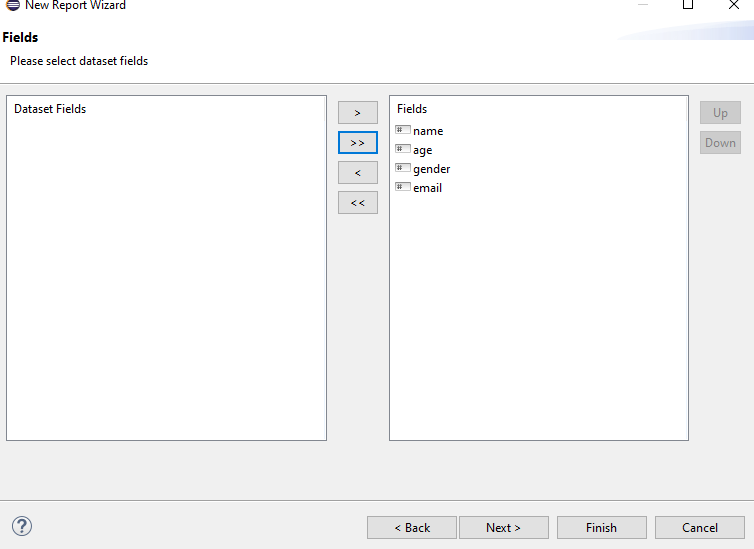 New Report Wizard
Fields
Please select dataset fields
Dataset Fields
>
>>
<
<<
Fields
# name
# age
# gender
# email
Up
Down
?
< Back
Next >
Finish
Cancel